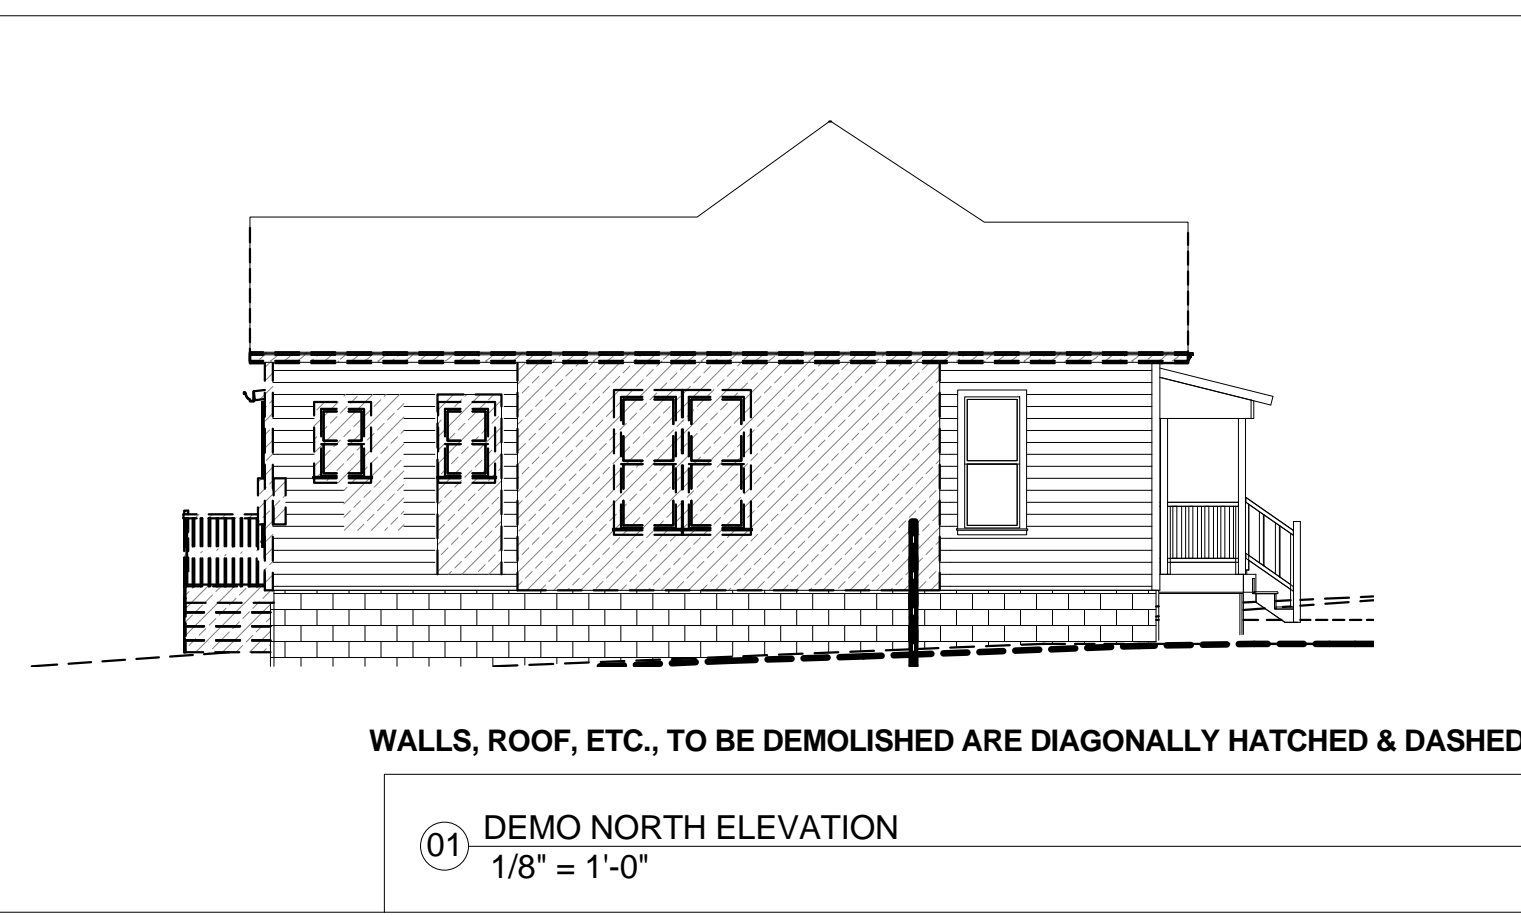 WALLS, ROOF, ETC., TO BE DEMOLISHED ARE DIAGONALLY HATCHED & DASHED
01
DEMO NORTH ELEVATION
1/8" = 1'-0"